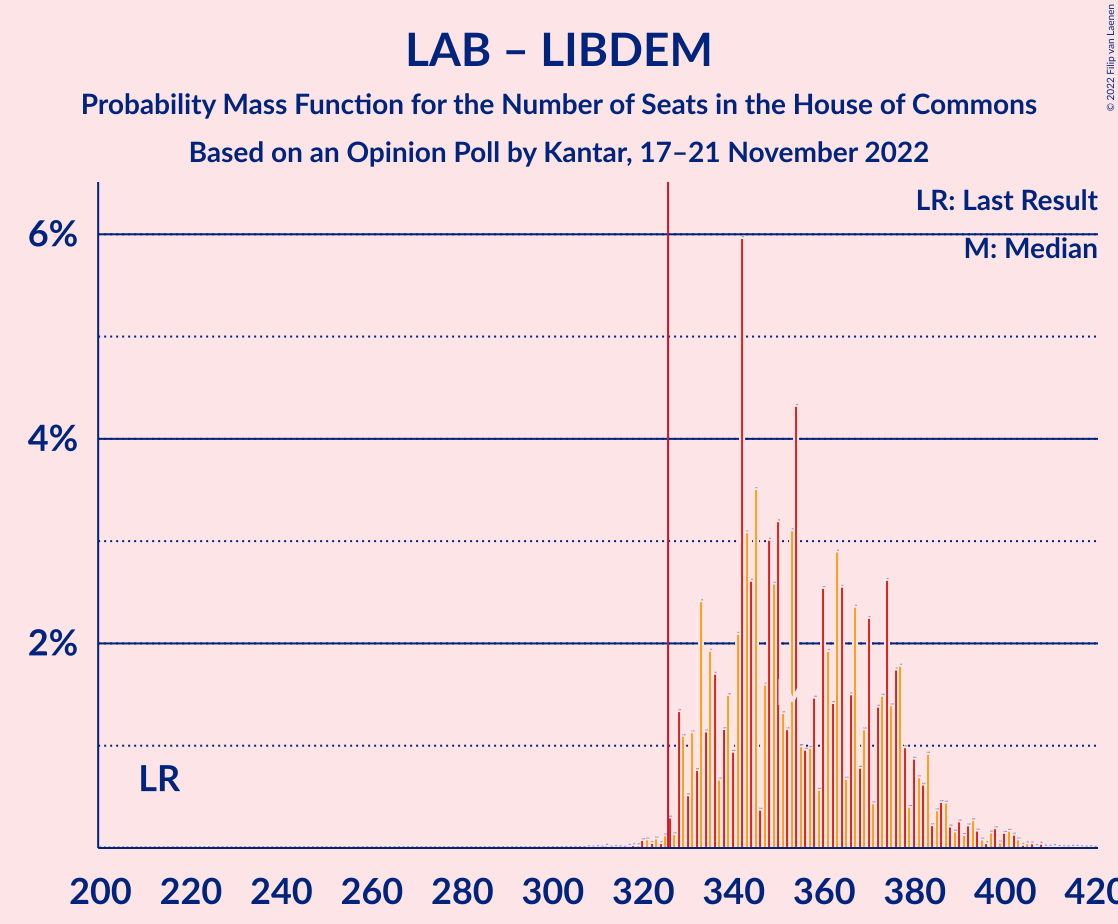 LAB – LIBDEM
Probability Mass Function for the Number of Seats in the House of Commons
Based on an Opinion Poll by Kantar, 17–21 November 2022
© 2022 Filip van Laenen
LR: Last Result
M: Median
6%
4%
2%
LR
200 220 240 260 280 300 320 340 360 380 400 420